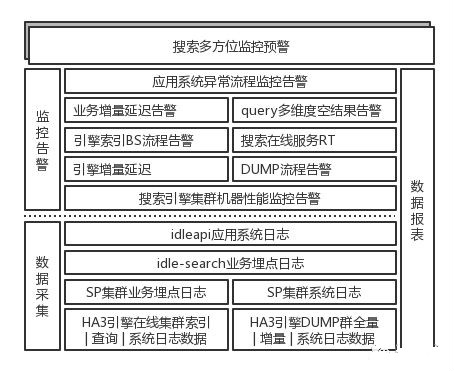 搜索多方位监控预警
监控告警
应用系统异常流程监控告警
业务增量延迟告警
query多维度空结果告警
引擎索引BS流程告警
搜索在线服务RT
引擎增量延迟
DUMP流程告警
搜索引擎集群机器性能监控告警
数据报表
数据采集
idleapi应用系统日志
idle-search业务埋点日志
SP集群业务埋点日志
SP集群系统日志
HA3引擎在线集群索引
| 查询 | 系统日志数据
HA3引擎DUMP群全量
| 增量 | 系统日志数据